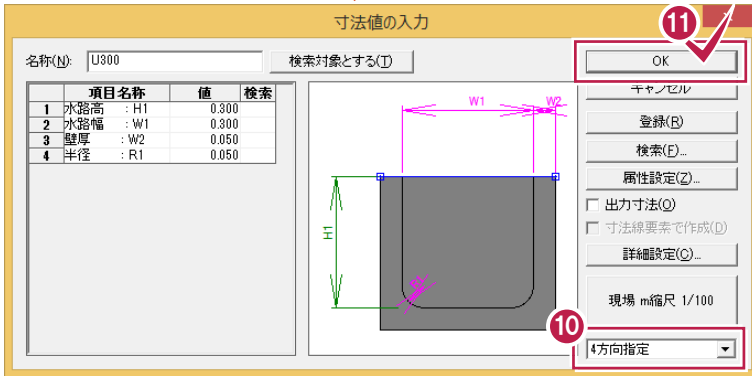 寸法値の入力
⑪
名称(N): U300
検索対象とする(T)
OK
キャンセル
項目名称 値 検索
1 水路高 : H1 0.300
2 水路幅 : W1 0.300
3 壁厚 : W2 0.050
4 半径 : R1 0.050
W1 W2
H1
R1
登録(R)
検索(F)...
属性設定(Z)...
出力寸法(O)
寸法線要素で作成(D)
詳細設定(C)...
現場 m縮尺 1/100
⑩
4方向指定